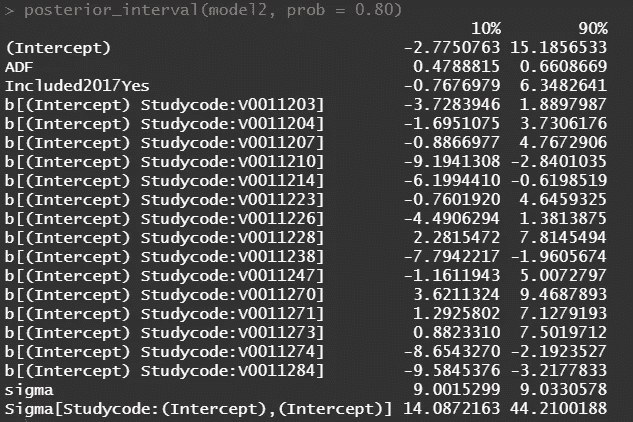 > posterior_interval(model2, prob = 0.80)
10% 90%
(Intercept) -2.7750763 15.1856533
ADF 0.4788815 0.6608669
Included2017Yes -0.7676979 6.3482641
b[(Intercept) Studycode:V0011203] -3.7283946 1.8897987
b[(Intercept) Studycode:V0011204] -1.6951075 3.7306176
b[(Intercept) Studycode:V0011207] -0.8866977 4.7672906
b[(Intercept) Studycode:V0011210] -9.1941308 -2.8401035
b[(Intercept) Studycode:V0011214] -6.1994410 -0.6198519
b[(Intercept) Studycode:V0011223] -0.7601920 4.6459325
b[(Intercept) Studycode:V0011226] -4.4906294 1.3813875
b[(Intercept) Studycode:V0011228] 2.2815472 7.8145494
b[(Intercept) Studycode:V0011238] -7.7942217 -1.9605674
b[(Intercept) Studycode:V0011247] -1.1611943 5.0072797
b[(Intercept) Studycode:V0011270] 3.6211324 9.4687893
b[(Intercept) Studycode:V0011271] 1.2925802 7.1279193
b[(Intercept) Studycode:V0011273] 0.8823310 7.5019712
b[(Intercept) Studycode:V0011274] -8.6543270 -2.1923527
b[(Intercept) Studycode:V0011284] -9.5845376 -3.2177833
sigma 9.0015299 9.0330578
Sigma[Studycode:(Intercept),(Intercept)] 14.0872163 44.2100188